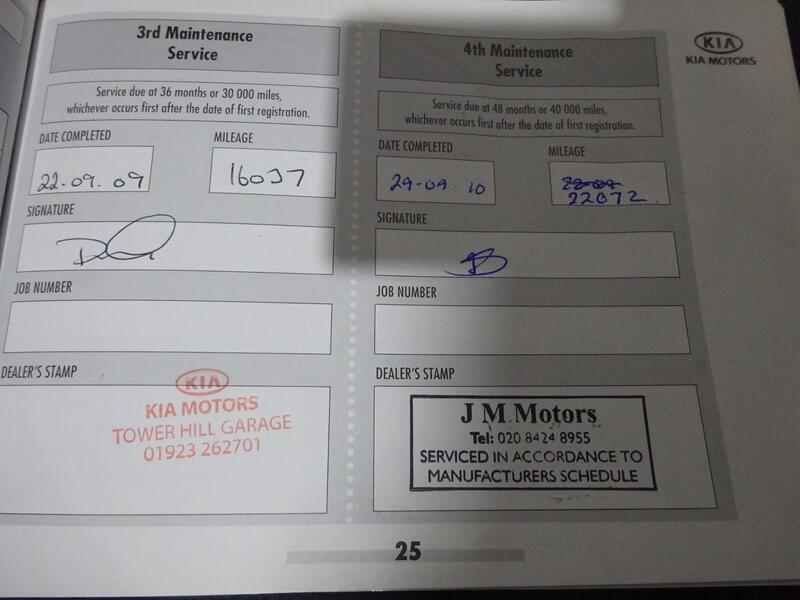 3rd Maintenance
Service
Service due at 36 months or 30 000 miles,
whichever occurs first after the date of first registration.
DATE COMPLETED
MILEAGE
22-09-09
16037
SIGNATURE
JOB NUMBER
DEALER'S STAMP
KIA
KIA MOTORS
TOWER HILL GARAGE
01923 262701
4th Maintenance
Service
Service due at 48 months or 40 000 miles,
whichever occurs first after the date of first registration.
DATE COMPLETED
MILEAGE
29-09-10
22072
SIGNATURE
JOB NUMBER
DEALER'S STAMP
J M Motors
Tel: 020 8424 8955
SERVICED IN ACCORDANCE TO
MANUFACTURERS SCHEDULE
KIA
KIA MOTORS
25